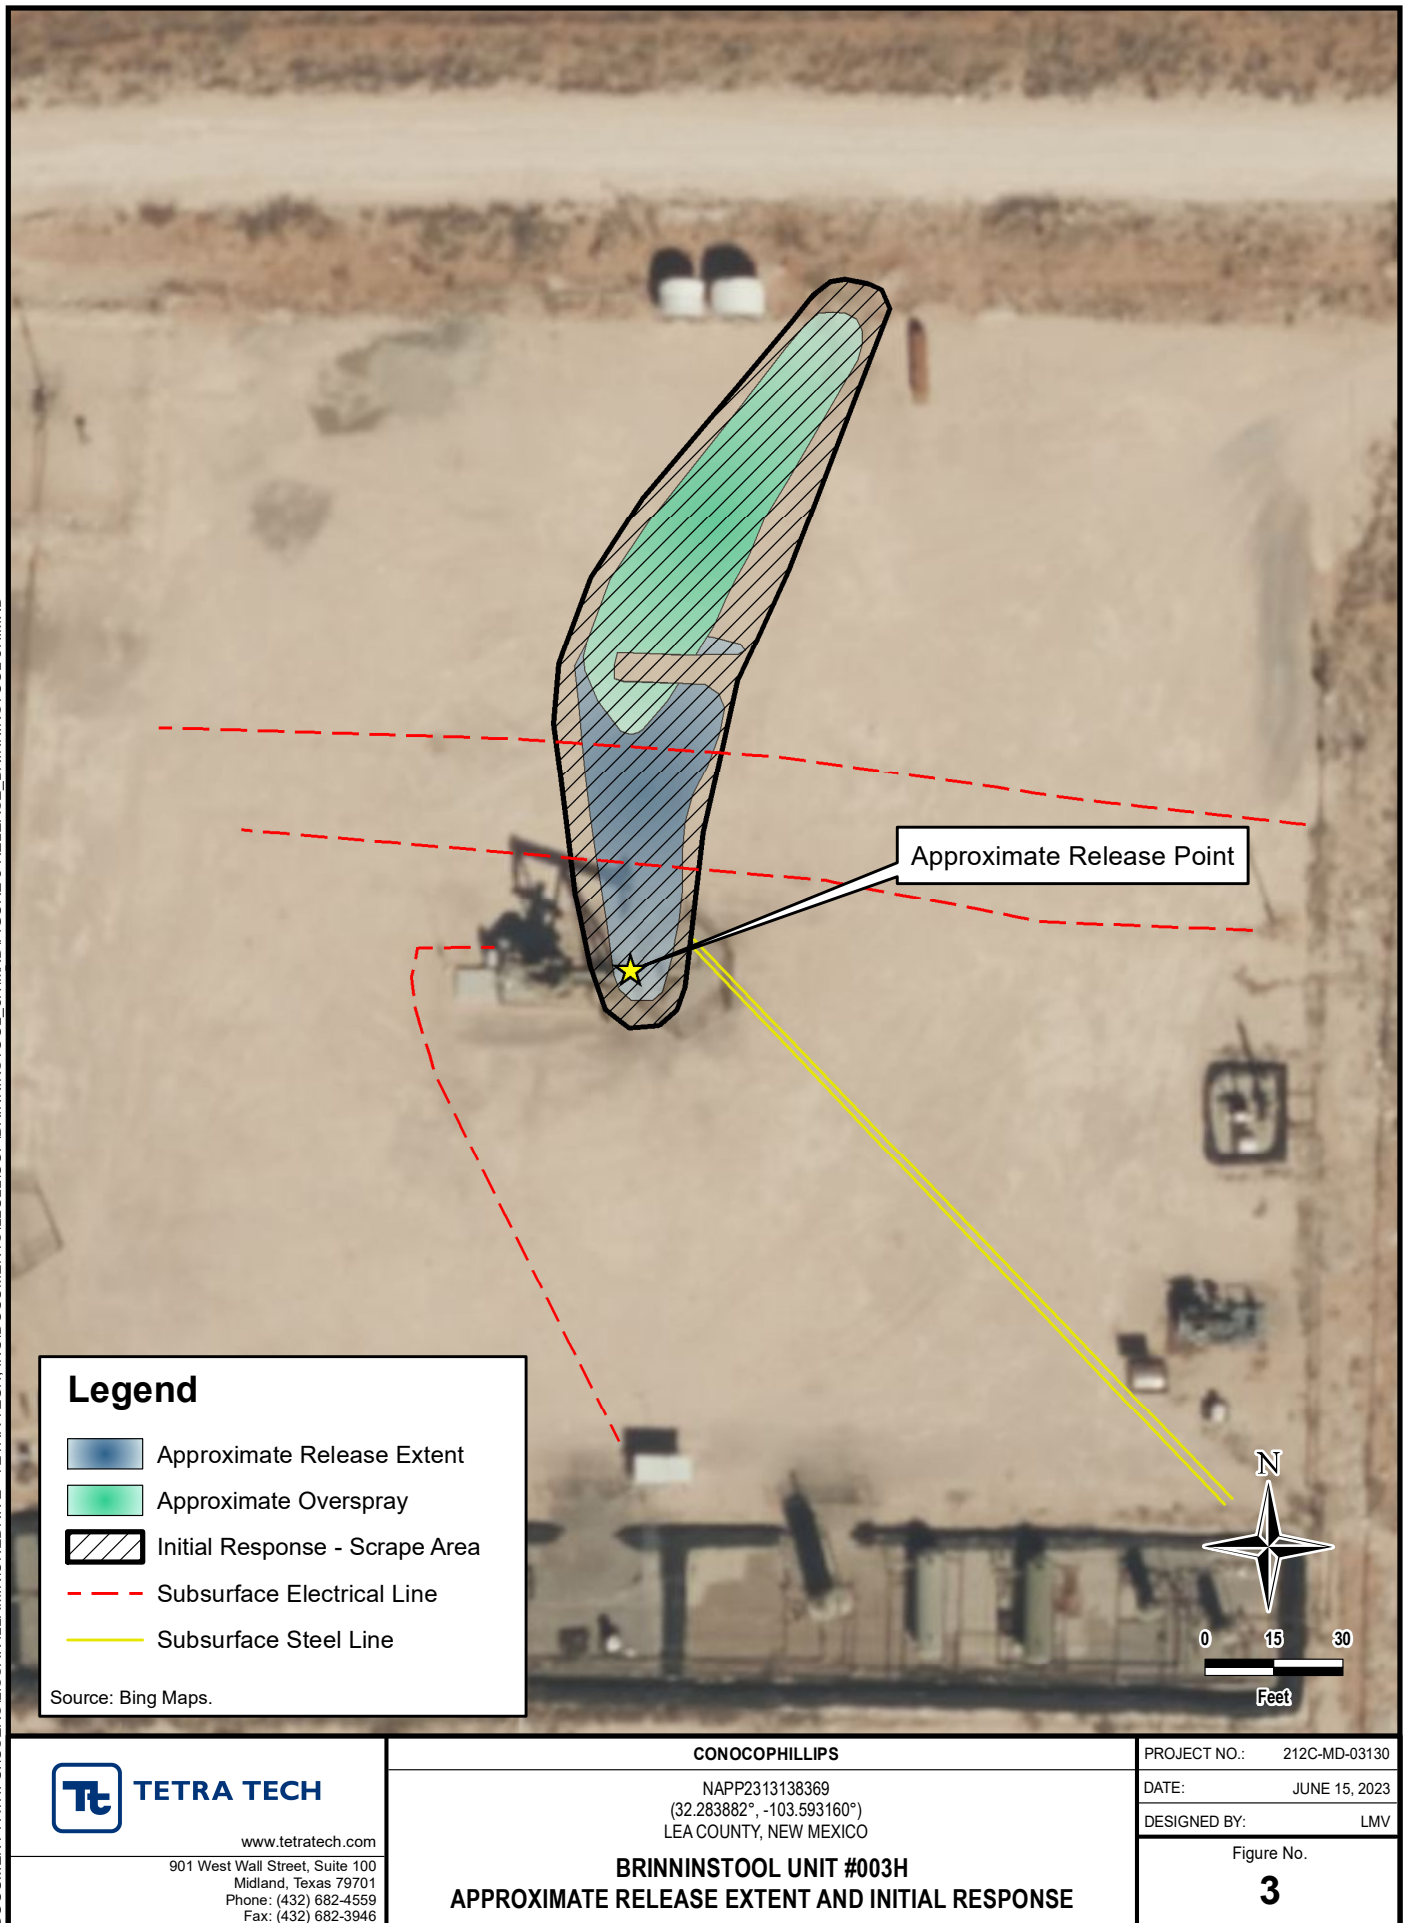 Approximate Release Point
Legend
Approximate Release Extent
Approximate Overspray
Initial Response - Scrape Area
Subsurface Electrical Line
Subsurface Steel Line
Source: Bing Maps.
N
0 15 30
Feet
Tt TETRA TECH
www.tetratech.com
901 West Wall Street, Suite 100
Midland, Texas 79701
Phone: (432) 682-4559
Fax: (432) 682-3946
CONOCOPHILLIPS
NAPP2313138369
(32.283882°, -103.593160°)
LEA COUNTY, NEW MEXICO
BRINNINSTOOL UNIT #003H
APPROXIMATE RELEASE EXTENT AND INITIAL RESPONSE
PROJECT NO.: 212C-MD-03130
DATE: JUNE 15, 2023
DESIGNED BY: LMV
Figure No.
3